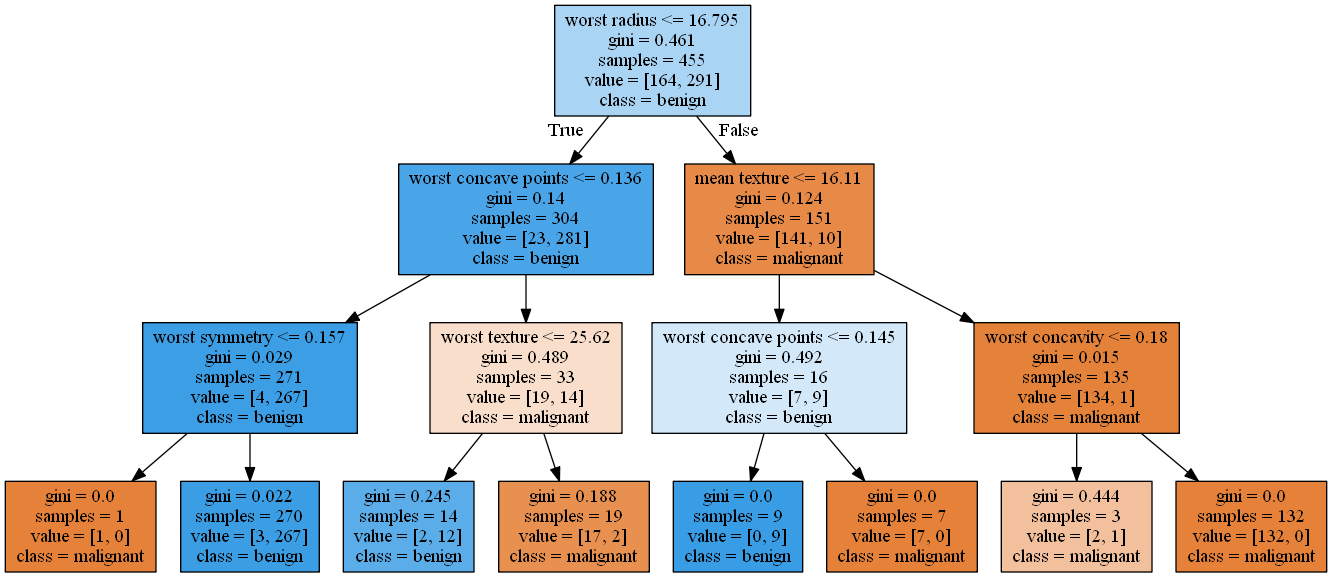 worst radius <= 16.795
gini = 0.461
samples = 455
value = [164, 291]
class = benign
True
False
worst concave points <= 0.136
gini = 0.14
samples = 304
value = [23, 281]
class = benign
mean texture <= 16.11
gini = 0.124
samples = 151
value = [141, 10]
class = malignant
worst symmetry <= 0.157
gini = 0.029
samples = 271
value = [4, 267]
class = benign
worst texture <= 25.62
gini = 0.489
samples = 33
value = [19, 14]
class = malignant
worst concave points <= 0.145
gini = 0.492
samples = 16
value = [7, 9]
class = benign
worst concavity <= 0.18
gini = 0.015
samples = 135
value = [134, 1]
class = malignant
gini = 0.0
samples = 1
value = [1, 0]
class = malignant
gini = 0.022
samples = 270
value = [3, 267]
class = benign
gini = 0.245
samples = 14
value = [2, 12]
class = benign
gini = 0.188
samples = 19
value = [17, 2]
class = malignant
gini = 0.0
samples = 9
value = [0, 9]
class = benign
gini = 0.0
samples = 7
value = [7, 0]
class = malignant
gini = 0.444
samples = 3
value = [2, 1]
class = malignant
gini = 0.0
samples = 132
value = [132, 0]
class = malignant